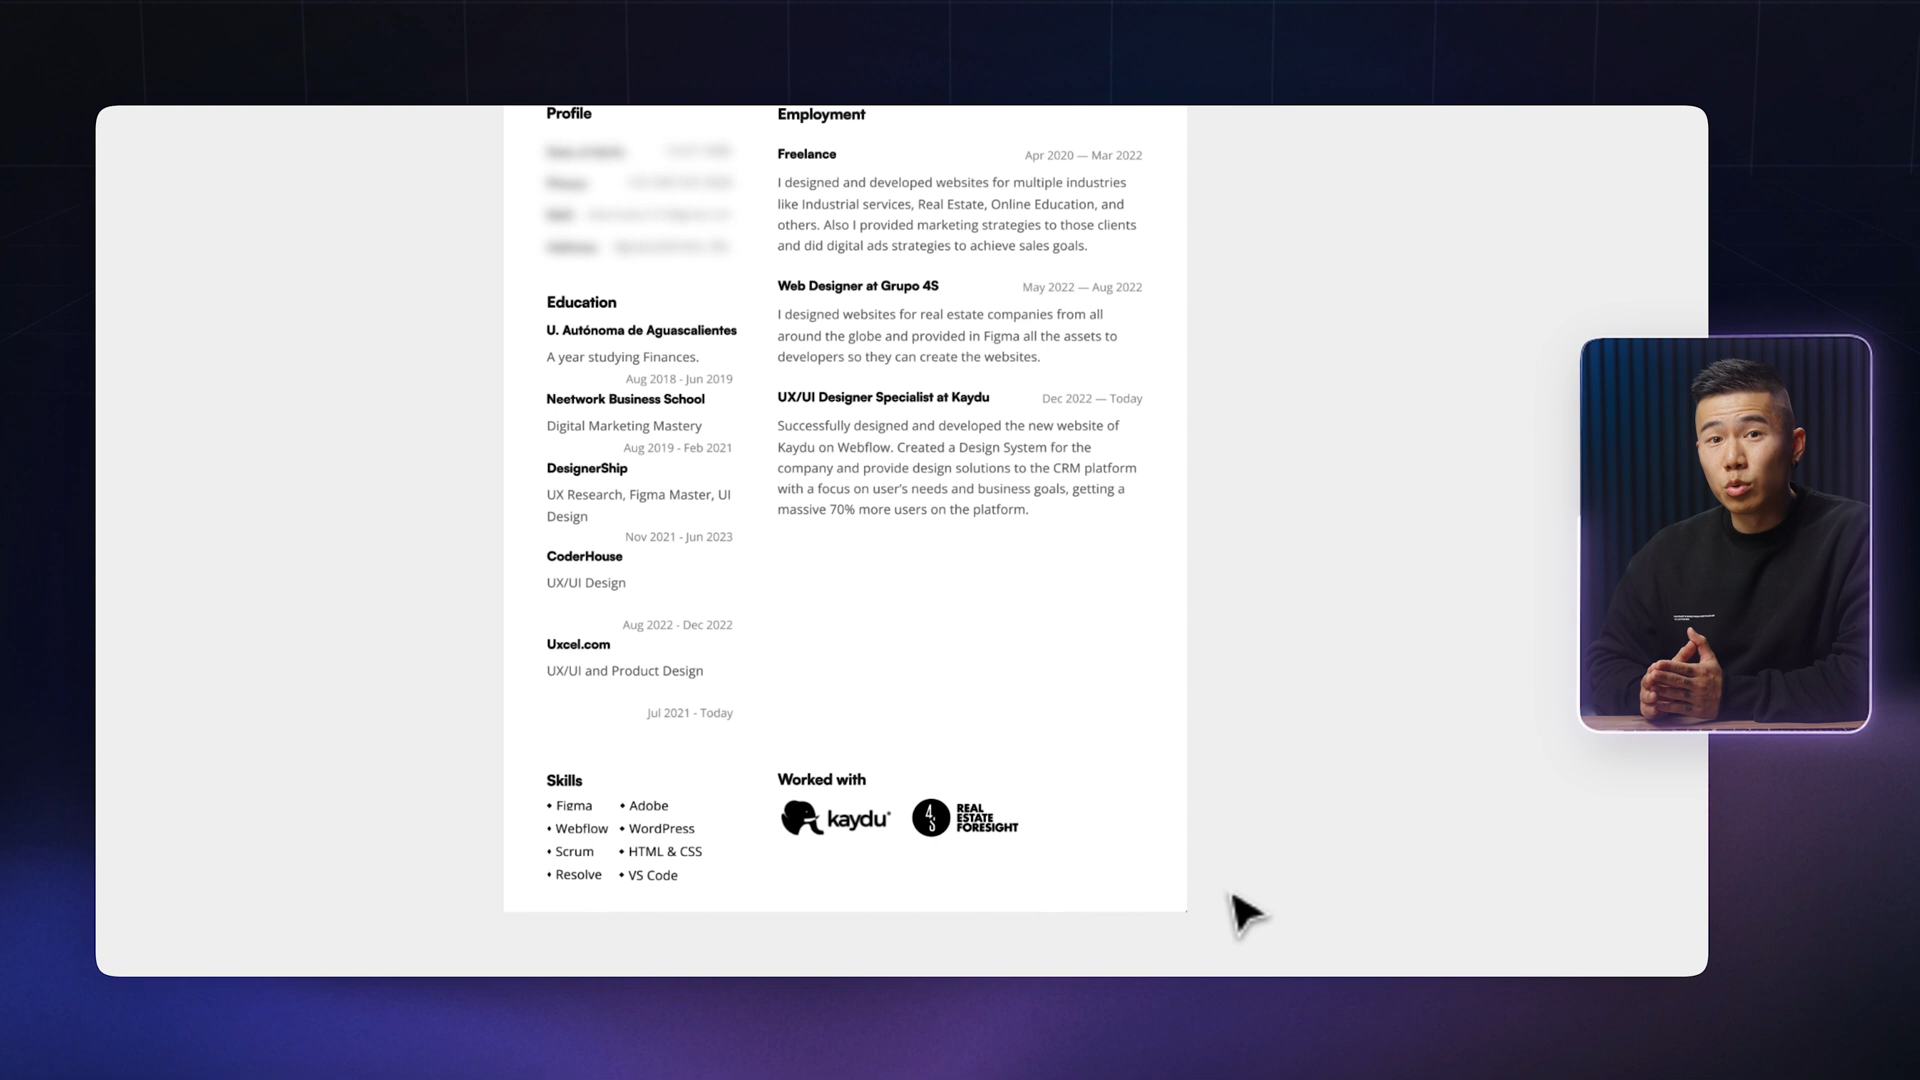 Profile
Education
U. Autónoma de Aguascalientes
A year studying Finances.
Aug 2018 - Jun 2019
Neetwork Business School
Digital Marketing Mastery
Aug 2019 - Feb 2021
DesignerShip
UX Research, Figma Master, UI
Design
Nov 2021 - Jun 2023
CoderHouse
UX/UI Design
Aug 2022 - Dec 2022
Uxcel.com
UX/UI and Product Design
Jul 2021 - Today
Employment
Freelance
Apr 2020 — Mar 2022
I designed and developed websites for multiple industries
like Industrial services, Real Estate, Online Education, and
others. Also I provided marketing strategies to those clients
and did digital ads strategies to achieve sales goals.
Web Designer at Grupo 4S
May 2022 — Aug 2022
I designed websites for real estate companies from all
around the globe and provided in Figma all the assets to
developers so they can create the websites.
UX/UI Designer Specialist at Kaydu
Dec 2022 — Today
Successfully designed and developed the new website of
Kaydu on Webflow. Created a Design System for the
company and provide design solutions to the CRM platform
with a focus on user's needs and business goals, getting a
massive 70% more users on the platform.
Skills
• Figma • Adobe
• Webflow • WordPress
• Scrum • HTML & CSS
• Resolve • VS Code
Worked with
kaydu
4S
REAL
ESTATE
FORESIGHT